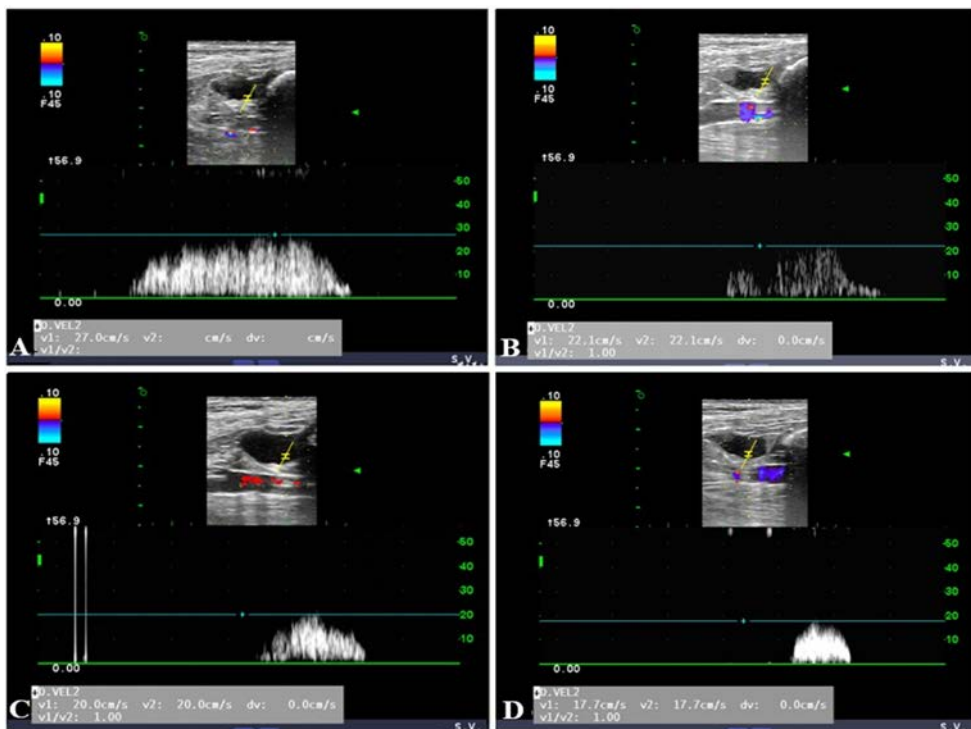 .10
.10
F45
↑56.9
50
40
30
20
10
0.00
D.VEL2
v1: 27.0cm/s v2: cm/s dv: cm/s
v1/v2:
S.V.
A
.10
.10
F45
↑56.9
50
40
30
20
10
0.00
D.VEL2
v1: 22.1cm/s v2: 22.1cm/s dv: 0.0cm/s
v1/v2: 1.00
S.V.
B
.10
.10
F45
↑56.9
50
40
30
20
10
0.00
D.VEL2
v1: 20.0cm/s v2: 20.0cm/s dv: 0.0cm/s
v1/v2: 1.00
S.V.
C
.10
.10
F45
↑56.9
50
40
30
20
10
0.00
D.VEL2
v1: 17.7cm/s v2: 17.7cm/s dv: 0.0cm/s
v1/v2: 1.00
S.V.
D